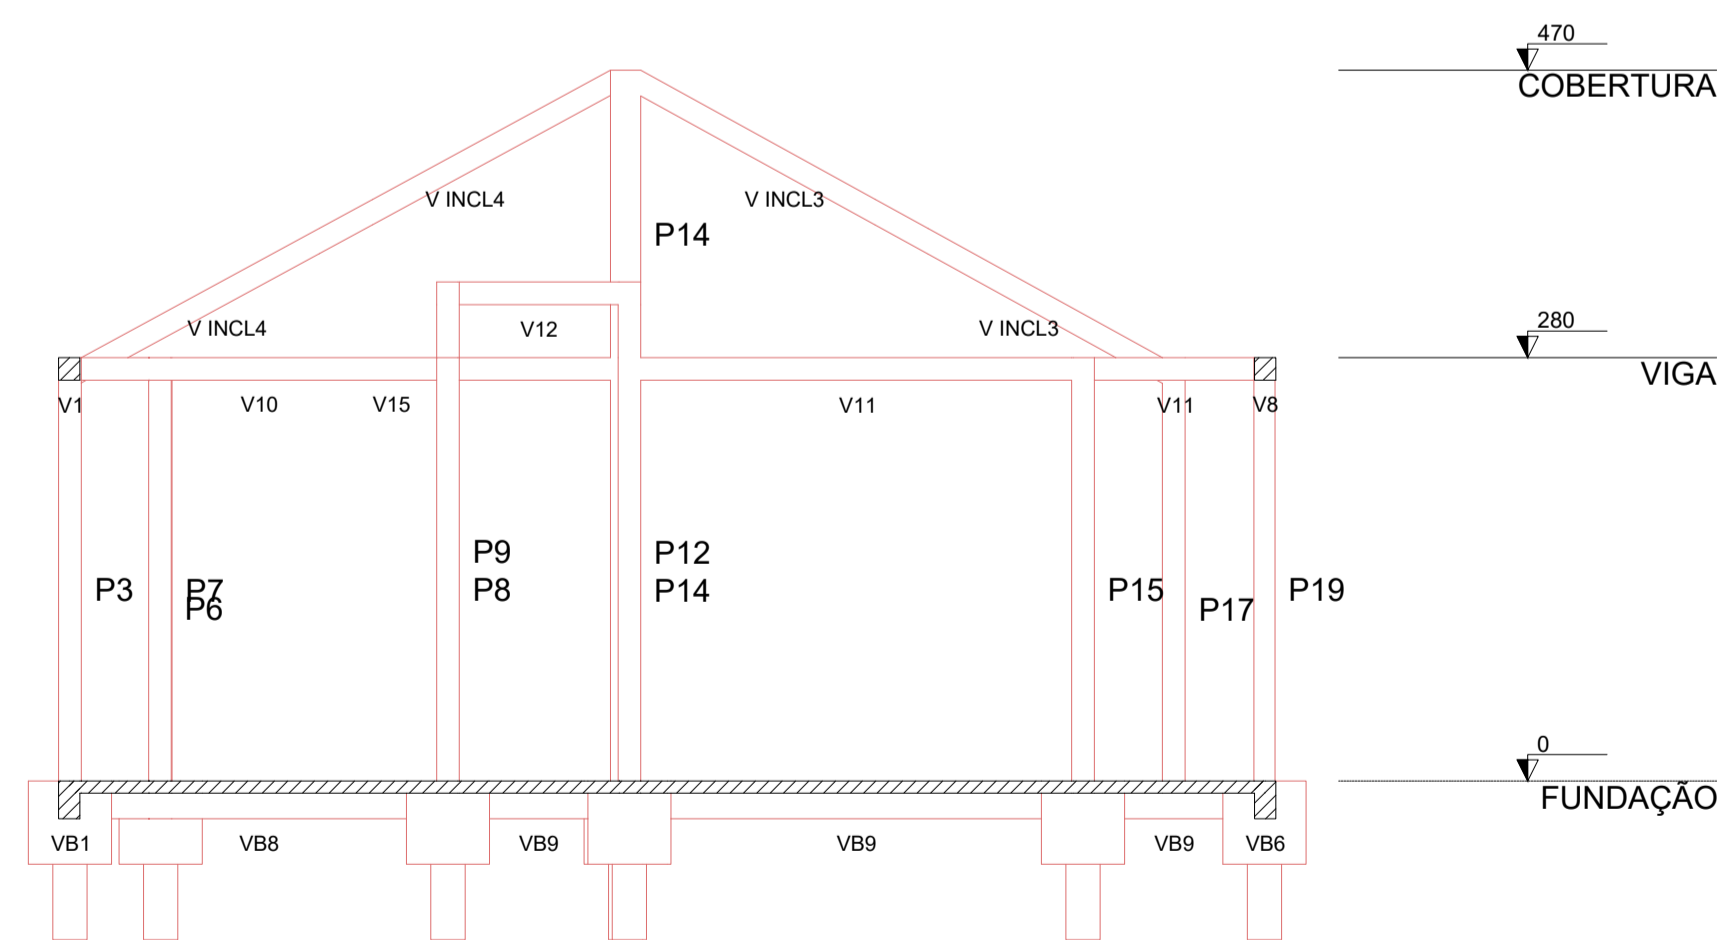 470
COBERTURA
V INCL4
V INCL3
P14
280
V INCL4
V12
V INCL3
VIGA
V1
V10
V15
V11
V11
V8
P9
P12
P3
P7
P8
P14
P15
P19
P6
P17
0
FUNDAÇÃO
VB1
VB8
VB9
VB9
VB9
VB6